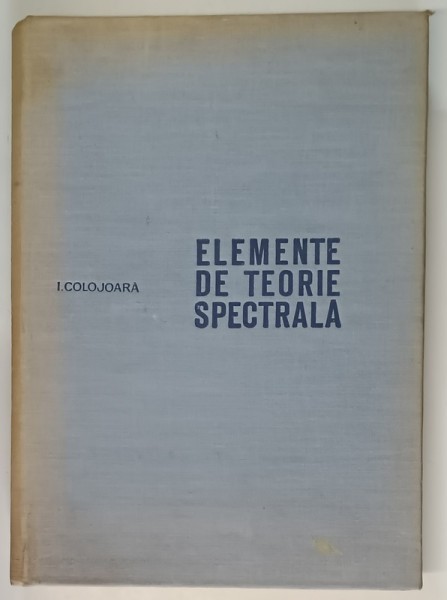 I.COLOJOARĂ
ELEMENTE
DE TEORIE
SPECTRALA